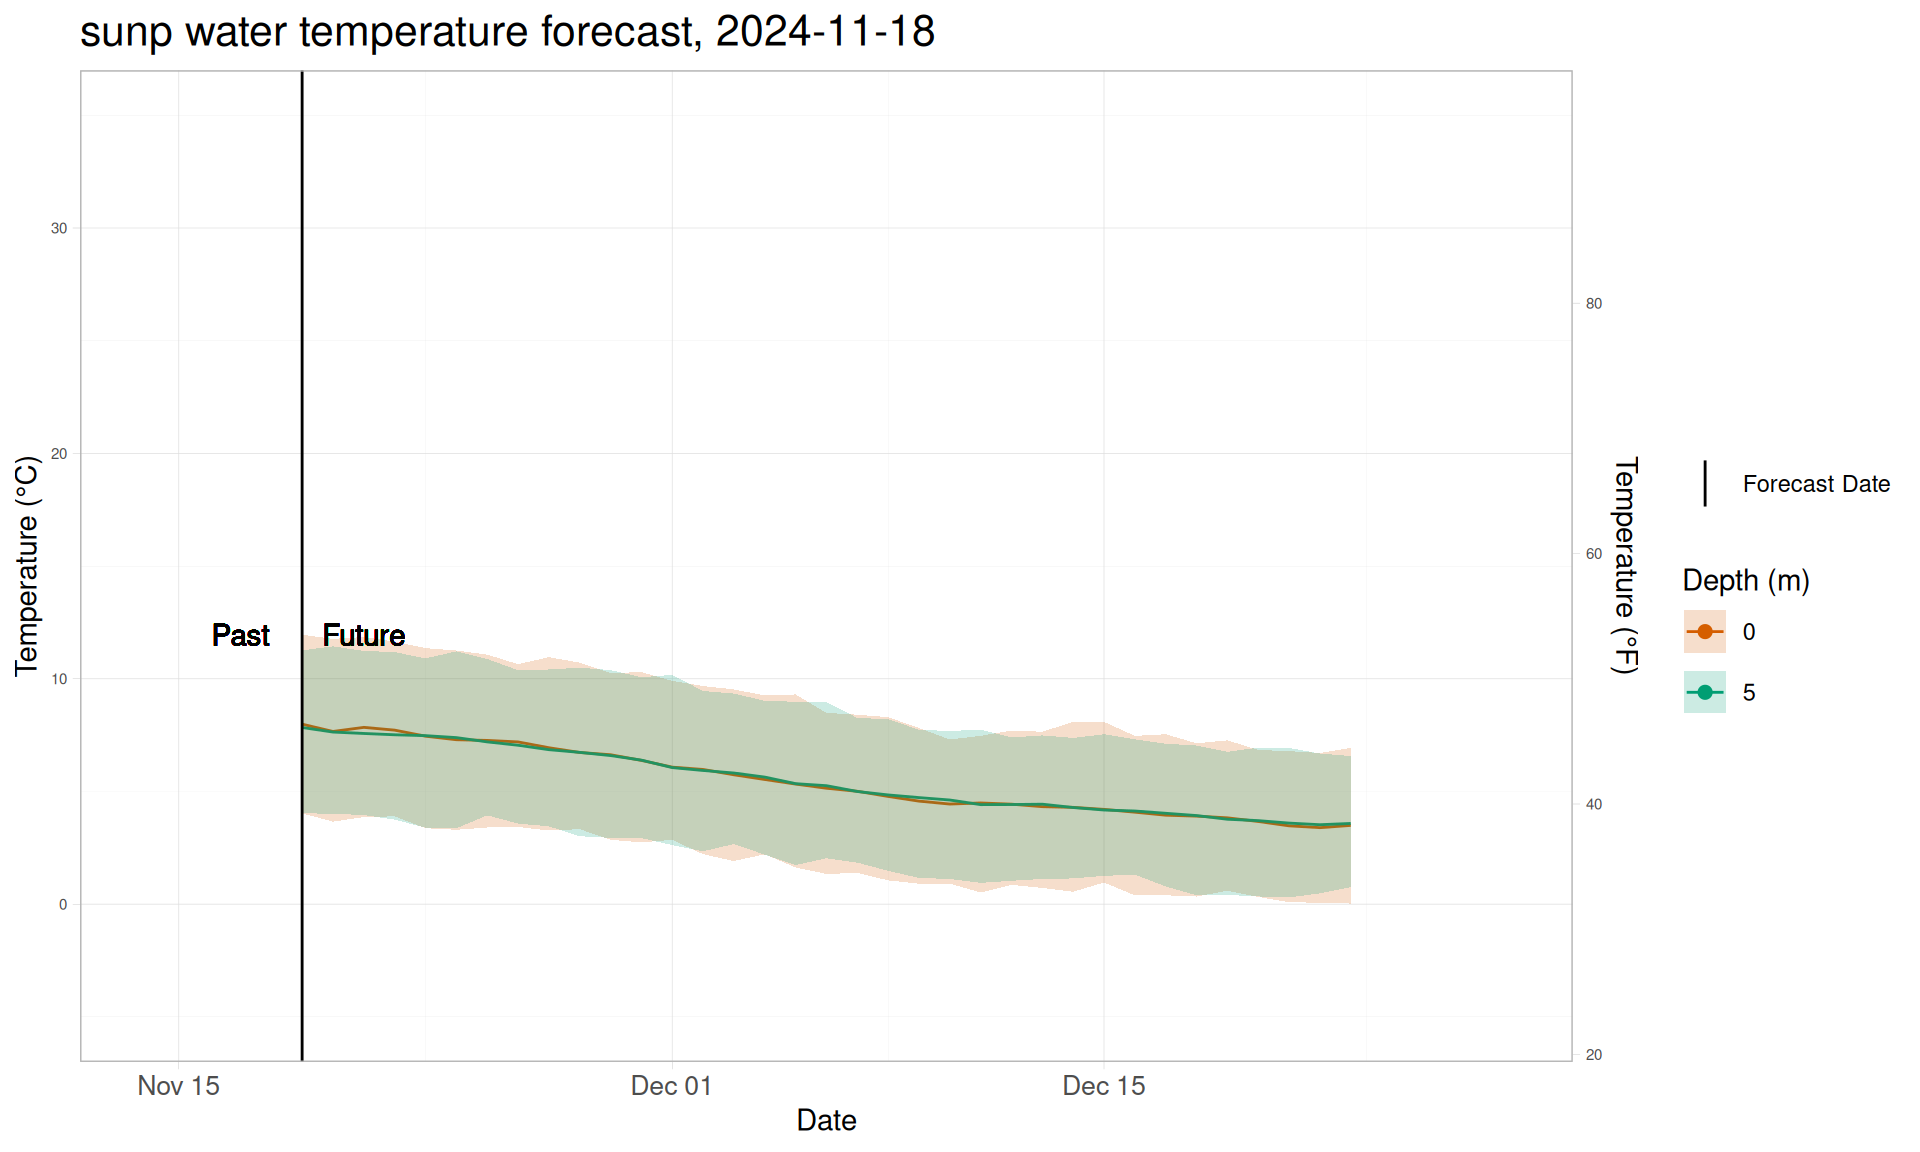 sunp water temperature forecast, 2024-11-18
Temperature (°C)
30
20
10
0
Past
Future
80
60
40
20
Temperature (°F)
Nov 15
Dec 01
Dec 15
Date
Forecast Date
Depth (m)
0
5